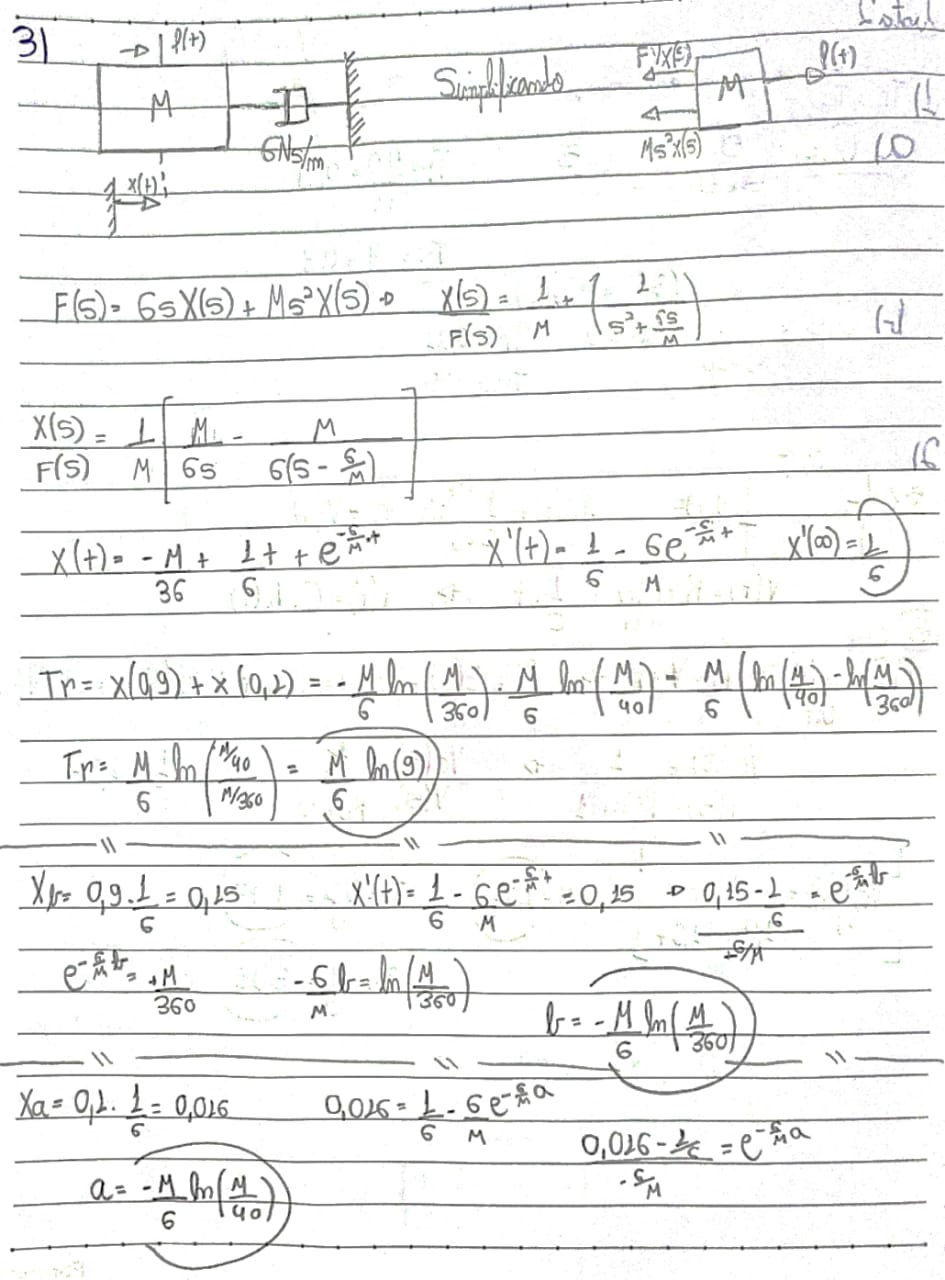 3)
→ f(t)
M
6Ns/m
x(t)
Simplificando
FVX(s)
Ms²X(s)
M
f(t)
F(s) = 6sX(s) + Ms²X(s) → X(s)/F(s) = 1/M + (1/(s² + 6s/M))
X(s)/F(s) = 1/M [M/6s - M/6(s - 6/M)]
X(t) = -M/36 + 1/6 t + e^(-6/M t) X'(t) = 1/6 - 6/M e^(-6/M t) X'(∞) = 1/6
Tr = x(0,9) + x(0,1) = -M/6 ln(M/360) . M/6 ln(M/40) = M/6 (ln(M/40) - ln(M/360))
Tr = M/6 ln((M/40)/(M/360)) = M/6 ln(9)
Xb = 0,9 . 1/6 = 0,15 X'(t) = 1/6 - 6/M e^(-6/M t) = 0,15 → (0,15 - 1/6)/(-6/M) = e^(-6/M b)
e^(-6/M b) = +M/360 -6/M b = ln(M/360)
b = -M/6 ln(M/360)
Xa = 0,1 . 1/6 = 0,016 0,016 = 1/6 - 6/M e^(-6/M a)
(0,016 - 1/6)/(-6/M) = e^(-6/M a)
a = -M/6 ln(M/40)